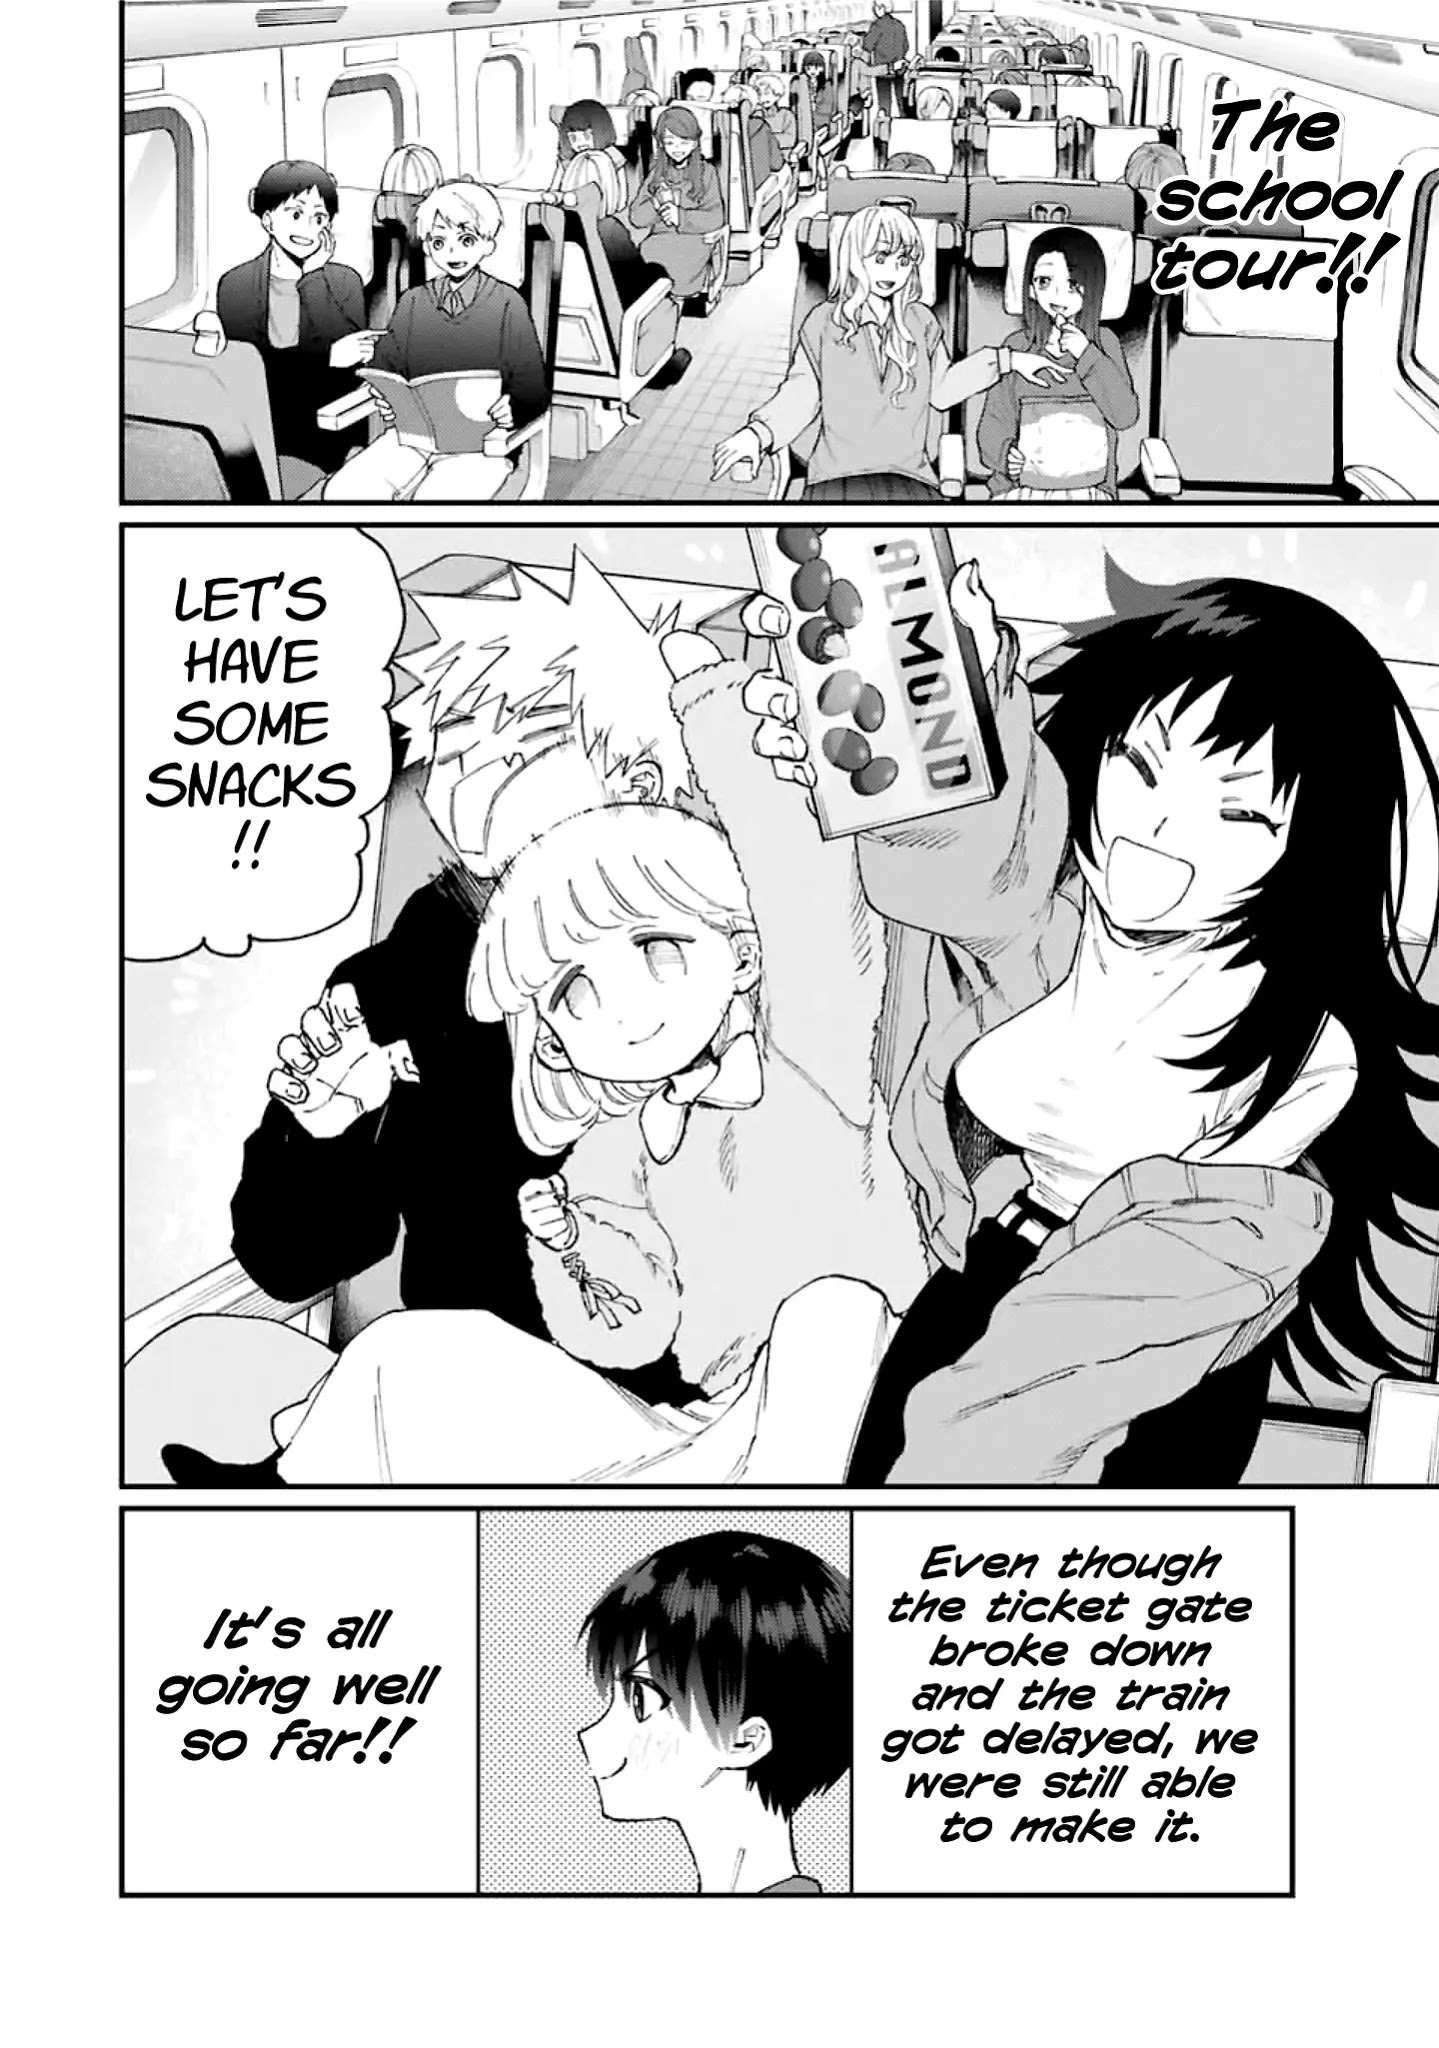 The
school
tour!!
ALMOND
LET'S
HAVE
SOME
SNACKS
!!
Even though
the ticket gate
broke down
and the train
got delayed, we
were still able
to make it.
It's all
going well
so far!!